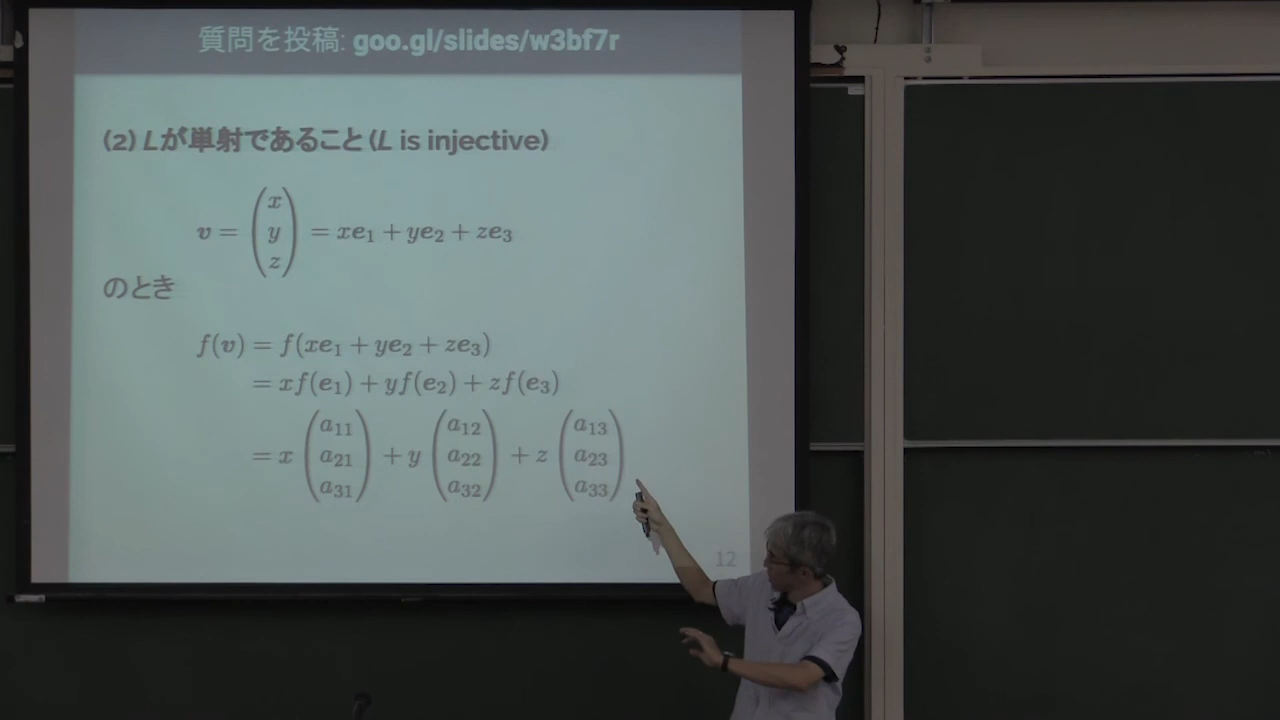 質問を投稿: goo.gl/slides/w3bf7r
(2) Lが単射であること (L is injective)
v = (x y z) = xe₁ + ye₂ + ze₃
のとき
f(v) = f(xe₁ + ye₂ + ze₃)
= xf(e₁) + yf(e₂) + zf(e₃)
= x (a₁₁ a₂₁ a₃₁) + y (a₁₂ a₂₂ a₃₂) + z (a₁₃ a₂₃ a₃₃)
12